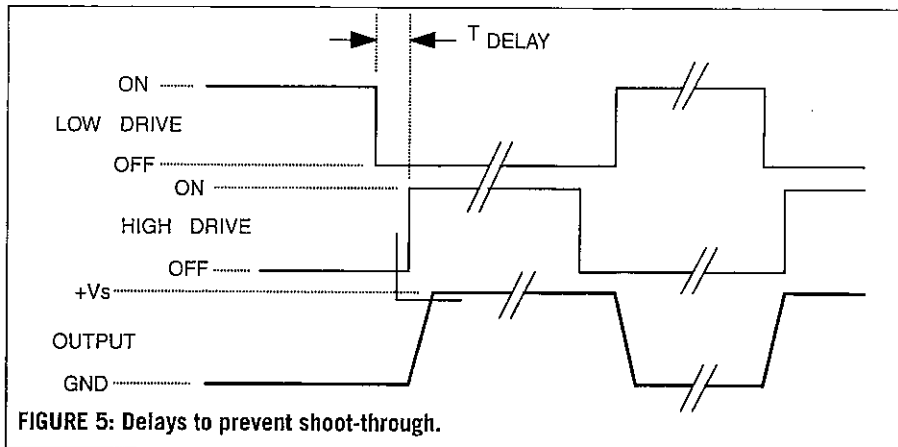 T DELAY
ON
LOW DRIVE
OFF
ON
HIGH DRIVE
OFF
+Vs
OUTPUT
GND
FIGURE 5: Delays to prevent shoot-through.